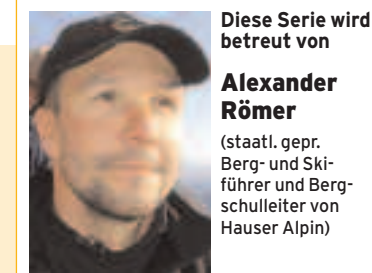 Diese Serie wird
betreut von
Alexander
Römer
(staatl. gepr.
Berg- und Ski-
führer und Berg-
schulleiter von
Hauser Alpin)